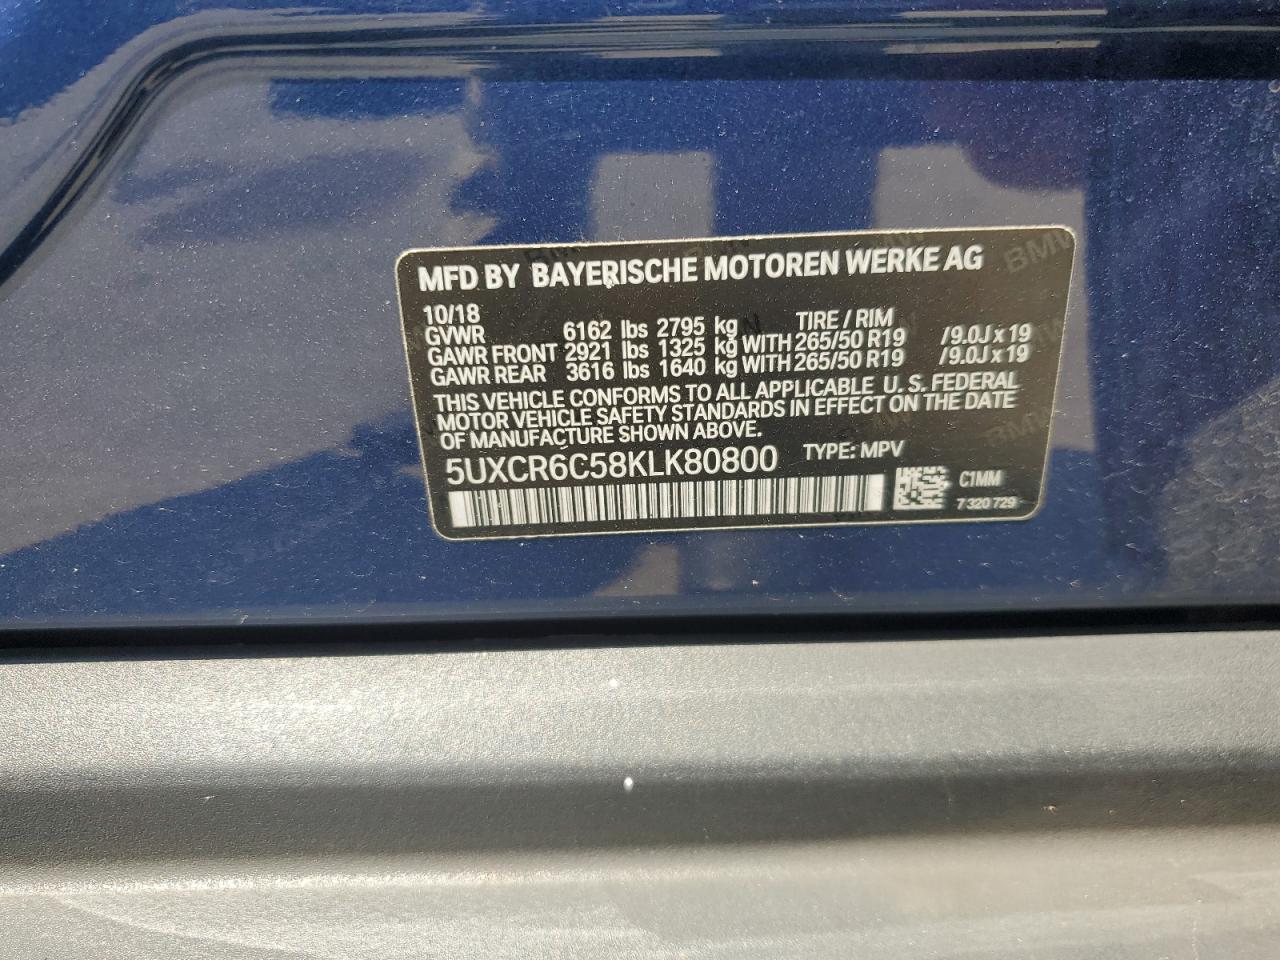 MFD BY BAYERISCHE MOTOREN WERKE AG
10/18 TIRE / RIM
GVWR 6162 lbs 2795 kg
GAWR FRONT 2921 lbs 1325 kg WITH 265/50 R19 /9.0J x 19
GAWR REAR 3616 lbs 1640 kg WITH 265/50 R19 /9.0J x 19
THIS VEHICLE CONFORMS TO ALL APPLICABLE U. S. FEDERAL
MOTOR VEHICLE SAFETY STANDARDS IN EFFECT ON THE DATE
OF MANUFACTURE SHOWN ABOVE.
5UXCR6C58KLK80800 TYPE: MPV
C1MM
7 320 729
BMW
BMW
BMW